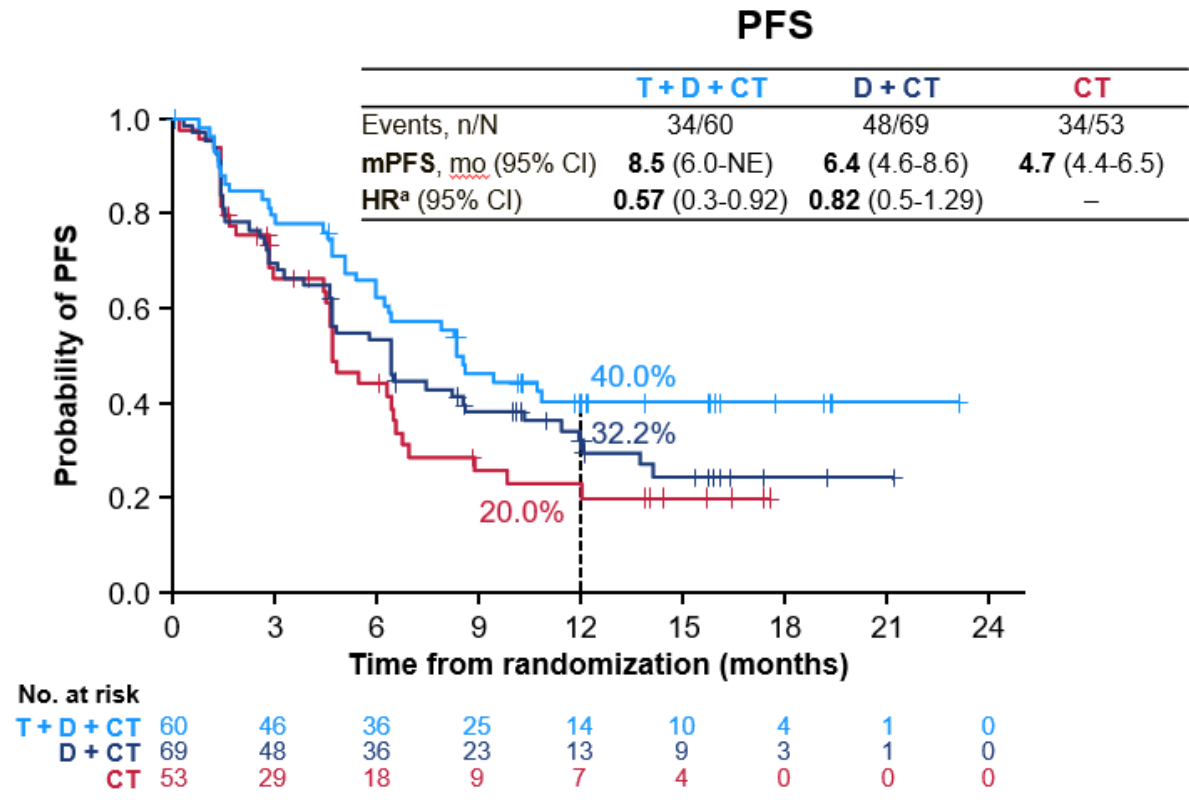 PFS
T + D + CT D + CT CT
Events, n/N 34/60 48/69 34/53
mPFS, mo (95% CI) 8.5 (6.0-NE) 6.4 (4.6-8.6) 4.7 (4.4-6.5)
HRª (95% CI) 0.57 (0.3-0.92) 0.82 (0.5-1.29) –
Probability of PFS
1.0
0.8
0.6
0.4
0.2
0.0
40.0%
32.2%
20.0%
0 3 6 9 12 15 18 21 24
Time from randomization (months)
No. at risk
T + D + CT 60 46 36 25 14 10 4 1 0
D + CT 69 48 36 23 13 9 3 1 0
CT 53 29 18 9 7 4 0 0 0